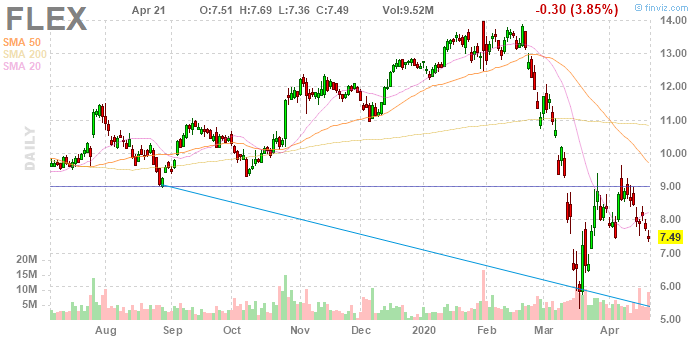 © finviz.com
FLEX Apr 21 O:7.51 H:7.69 L:7.36 C:7.49 Vol:9.52M -0.30 (3.85%)
SMA 50
SMA 200
SMA 20
DAILY
14.00
13.00
12.00
11.00
10.00
9.00
8.00
7.49
7.00
6.00
5.00
20M
15M
10M
5M
Aug Sep Oct Nov Dec 2020 Feb Mar Apr